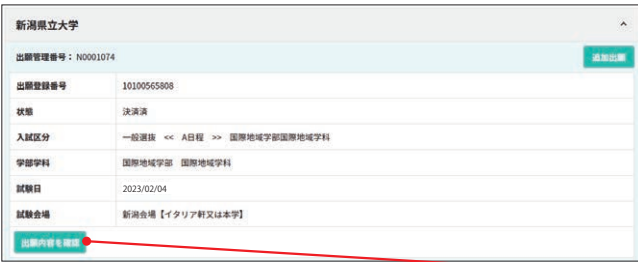 新潟県立大学
出願管理番号：N0001074 追加出願
出願登録番号 10100565808
状態 決済済
入試区分 一般選抜 << A日程 >> 国際地域学部国際地域学科
学部学科 国際地域学部 国際地域学科
試験日 2023/02/04
試験会場 新潟会場【イタリア軒又は本学】
出願内容を確認